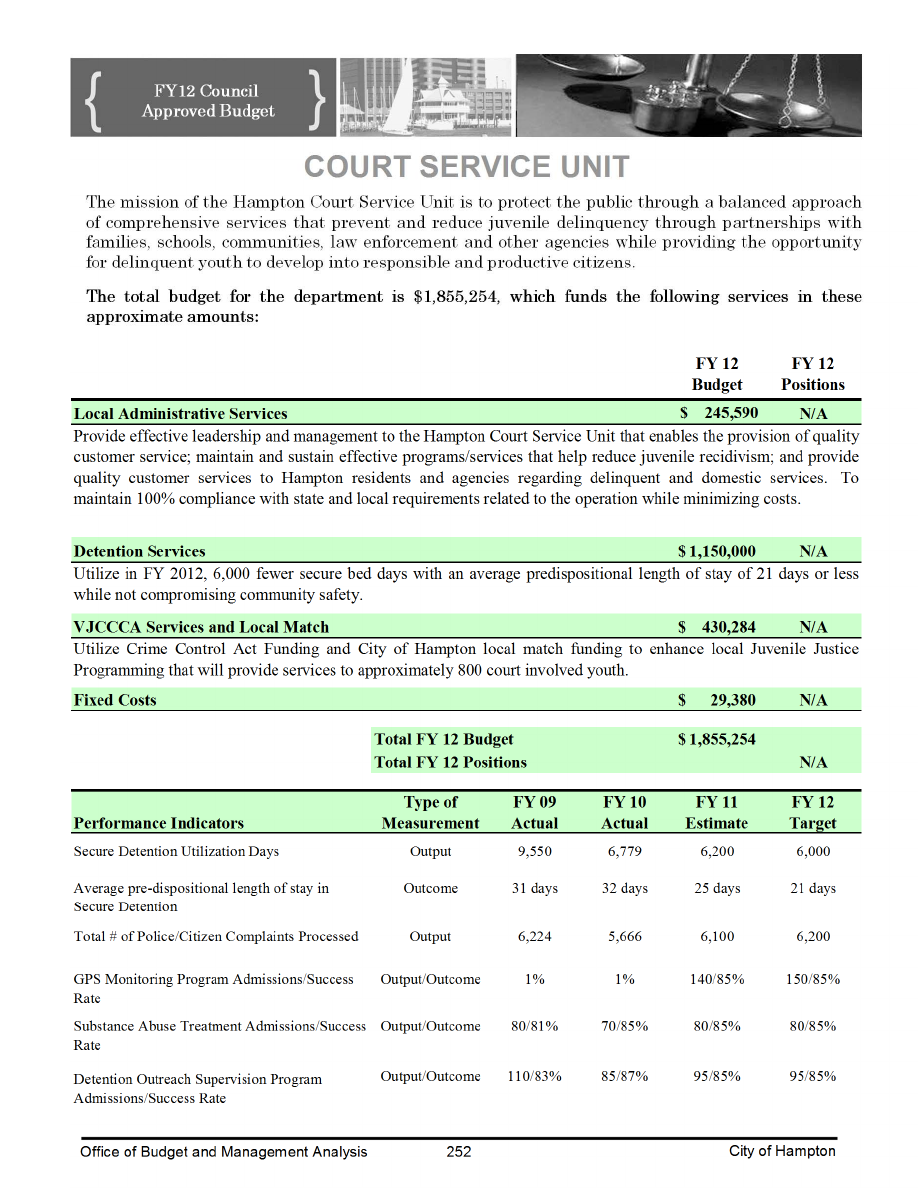 FY12 Council
Approved Budget
COURT SERVICE UNIT
The mission of the Hampton Court Service Unit is to protect the public through a balanced approach
of comprehensive services that prevent and reduce juvenile delinquency through partnerships with
families, schools, communities, law enforcement and other agencies while providing the opportunity
for delinquent youth to develop into responsible and productive citizens.
The total budget for the department is $1,855,254, which funds the following services in these
approximate amounts:
FY 12 FY 12
Budget Positions
Local Administrative Services $ 245,590 N/A
Provide effective leadership and management to the Hampton Court Service Unit that enables the provision of quality
customer service; maintain and sustain effective programs/services that help reduce juvenile recidivism; and provide
quality customer services to Hampton residents and agencies regarding delinquent and domestic services. To
maintain 100% compliance with state and local requirements related to the operation while minimizing costs.
Detention Services $ 1,150,000 N/A
Utilize in FY 2012, 6,000 fewer secure bed days with an average predispositional length of stay of 21 days or less
while not compromising community safety.
VJCCCA Services and Local Match $ 430,284 N/A
Utilize Crime Control Act Funding and City of Hampton local match funding to enhance local Juvenile Justice
Programming that will provide services to approximately 800 court involved youth.
Fixed Costs $ 29,380 N/A
Total FY 12 Budget $ 1,855,254
Total FY 12 Positions N/A
Type of FY 09 FY 10 FY 11 FY 12
Performance Indicators Measurement Actual Actual Estimate Target
Secure Detention Utilization Days Output 9,550 6,779 6,200 6,000
Average pre-dispositional length of stay in Outcome 31 days 32 days 25 days 21 days
Secure Detention
Total # of Police/Citizen Complaints Processed Output 6,224 5,666 6,100 6,200
GPS Monitoring Program Admissions/Success Output/Outcome 1% 1% 140/85% 150/85%
Rate
Substance Abuse Treatment Admissions/Success Output/Outcome 80/81% 70/85% 80/85% 80/85%
Rate
Detention Outreach Supervision Program Output/Outcome 110/83% 85/87% 95/85% 95/85%
Admissions/Success Rate
Office of Budget and Management Analysis 252 City of Hampton